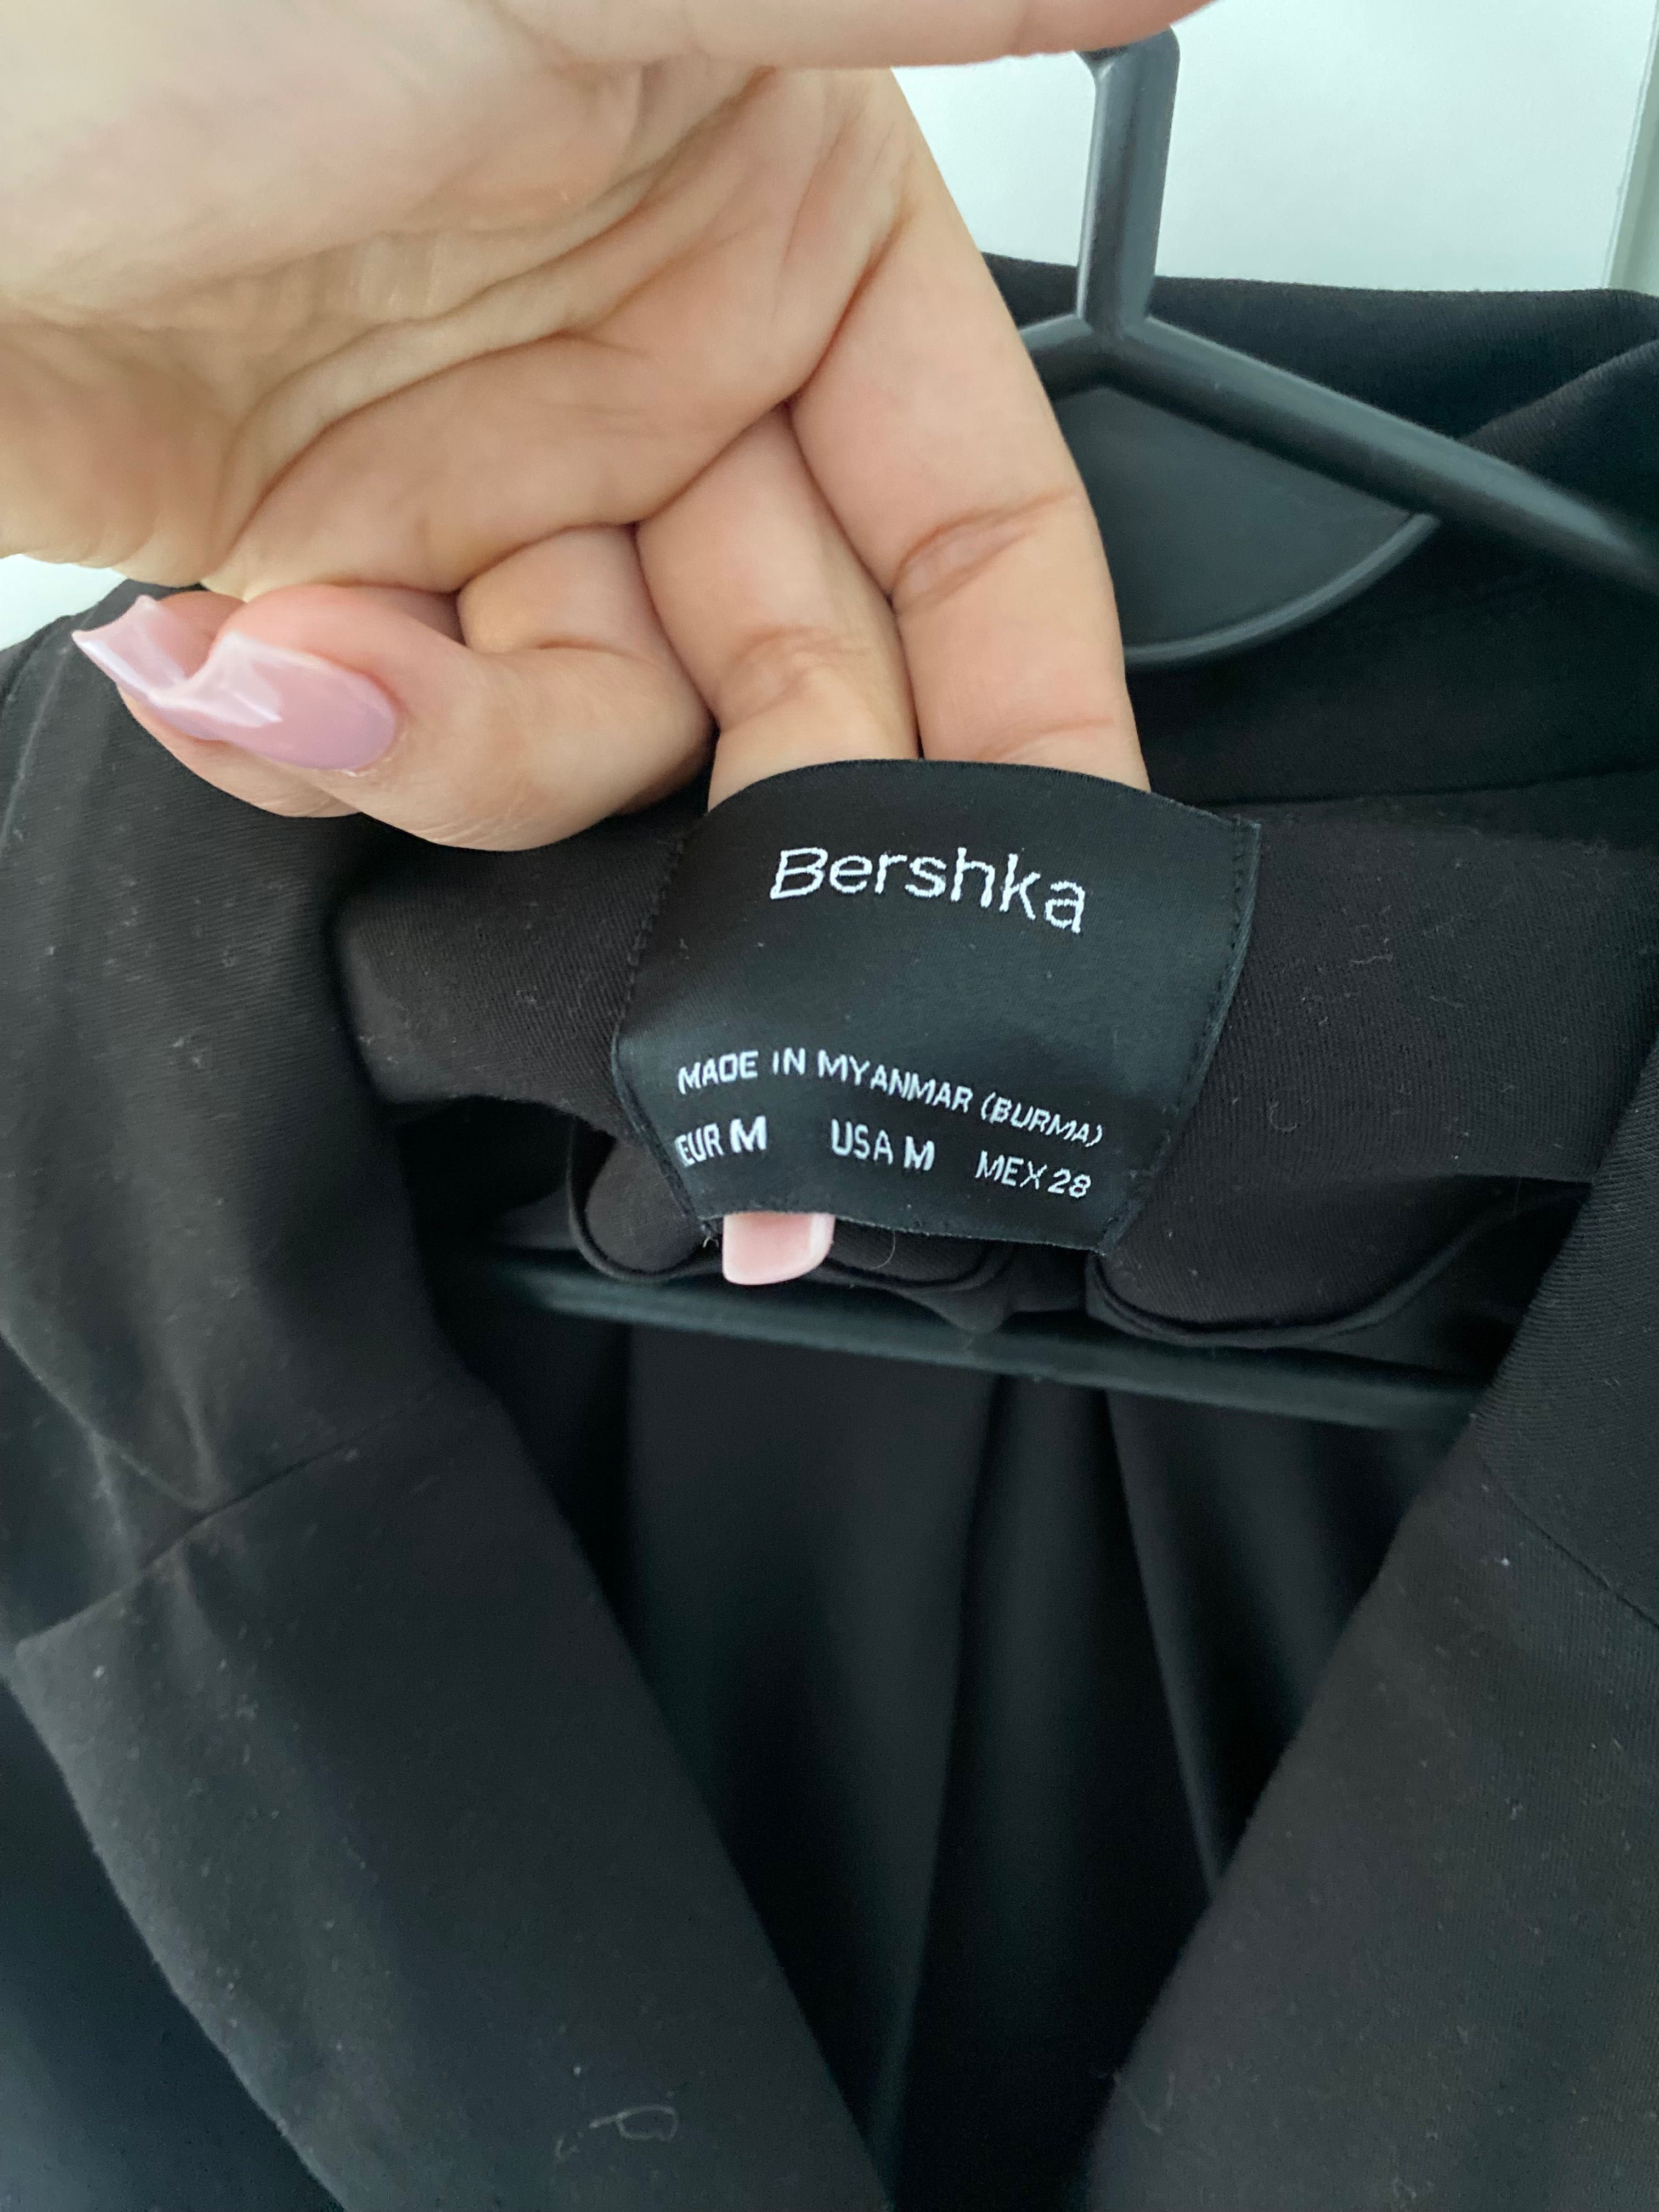 Bershka
MADE IN MYANMAR (BURMA)
EUR M USA M MEX 28